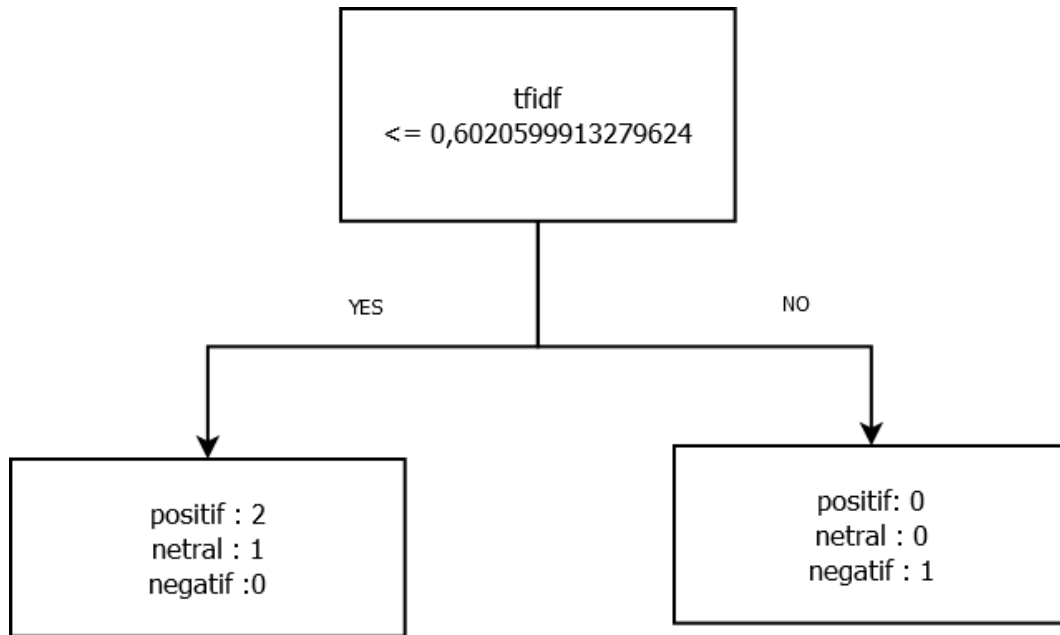 tfidf
<= 0,6020599913279624
YES
NO
positif : 2
netral : 1
negatif :0
positif: 0
netral : 0
negatif : 1